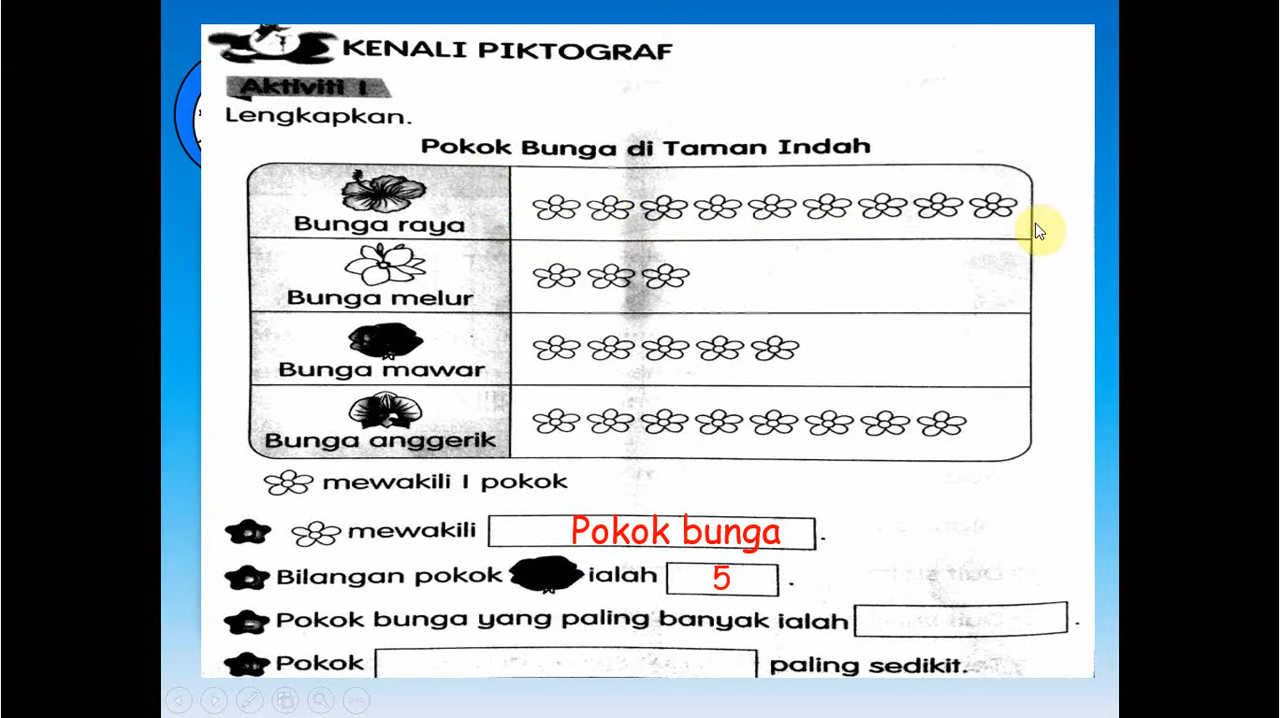 KENALI PIKTOGRAF
Aktiviti 1
Lengkapkan.
Pokok Bunga di Taman Indah
Bunga raya
Bunga melur
Bunga mawar
Bunga anggerik
mewakili 1 pokok
mewakili Pokok bunga.
Bilangan pokok ialah 5.
Pokok bunga yang paling banyak ialah .
Pokok paling sedikit.